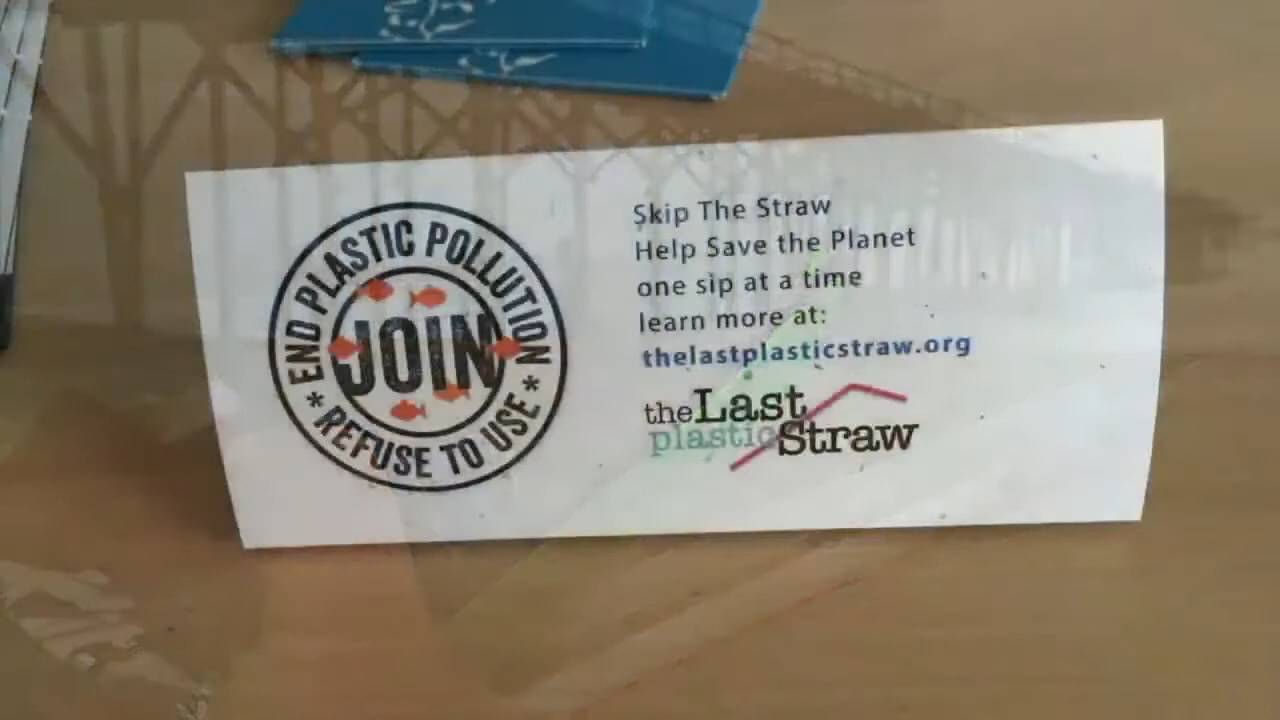 END PLASTIC POLLUTION
JOIN
* REFUSE TO USE *
Skip The Straw
Help Save the Planet
one sip at a time
learn more at:
thelastplasticstraw.org
the Last
plastic Straw